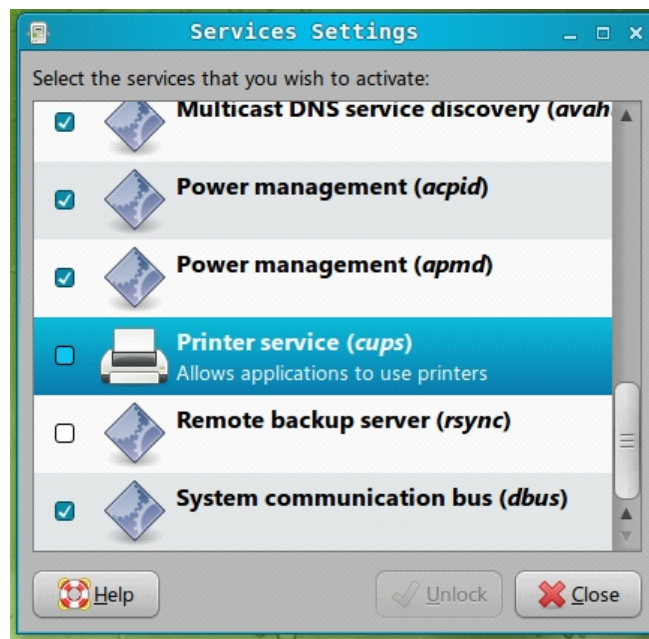 Services Settings
Select the services that you wish to activate:
Multicast DNS service discovery (avah
Power management (acpid)
Power management (apmd)
Printer service (cups)
Allows applications to use printers
Remote backup server (rsync)
System communication bus (dbus)
Help Unlock Close